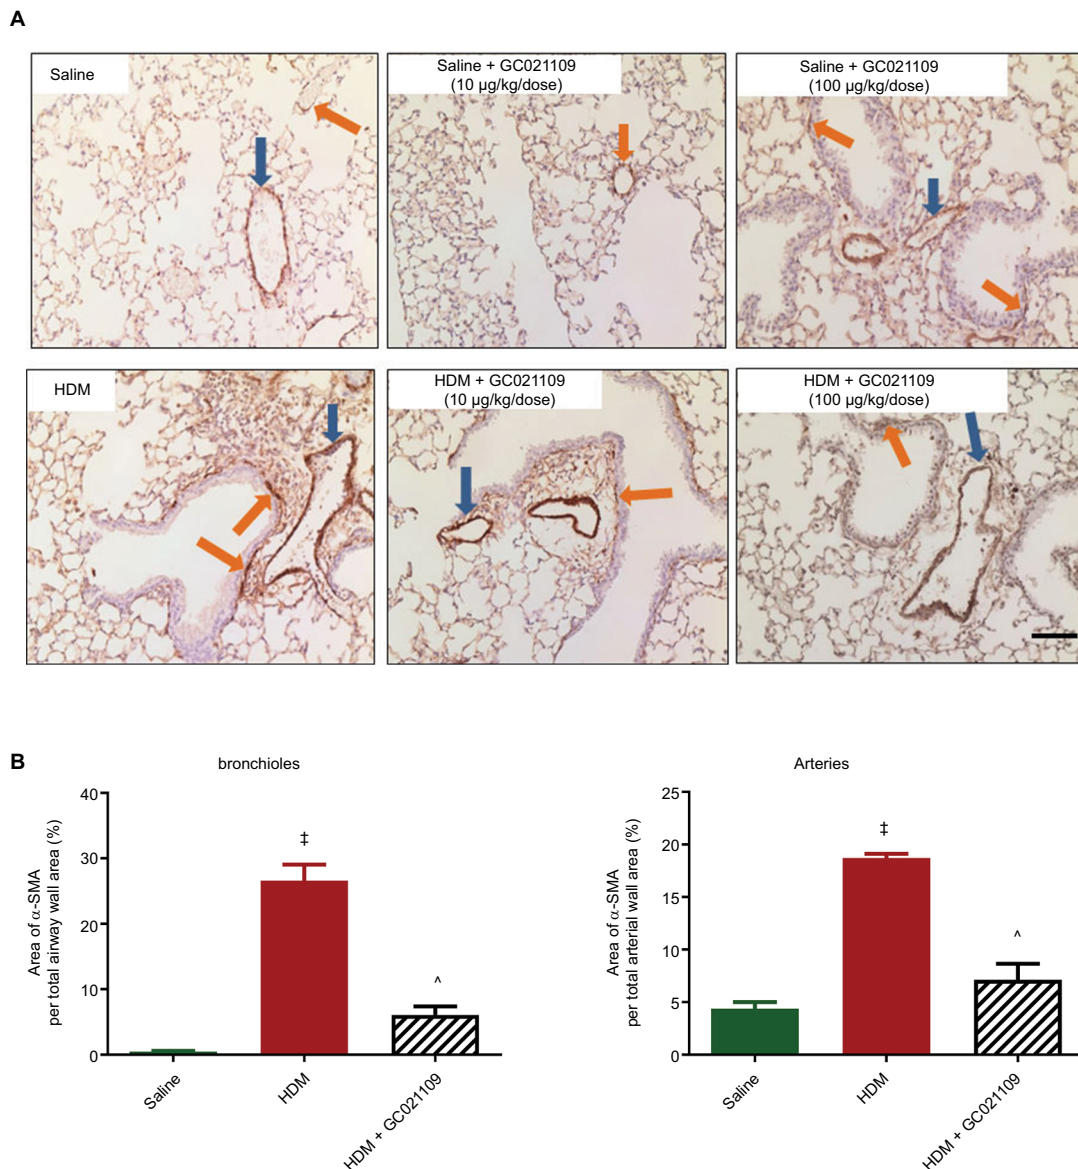 A
Saline
Saline + GC021109
(10 µg/kg/dose)
Saline + GC021109
(100 µg/kg/dose)
HDM
HDM + GC021109
(10 µg/kg/dose)
HDM + GC021109
(100 µg/kg/dose)
B
bronchioles
Area of α-SMA
per total airway wall area (%)
40
30
20
10
0
‡
^
Saline
HDM
HDM + GC021109
Arteries
Area of α-SMA
per total arterial wall area (%)
25
20
15
10
5
0
‡
^
Saline
HDM
HDM + GC021109